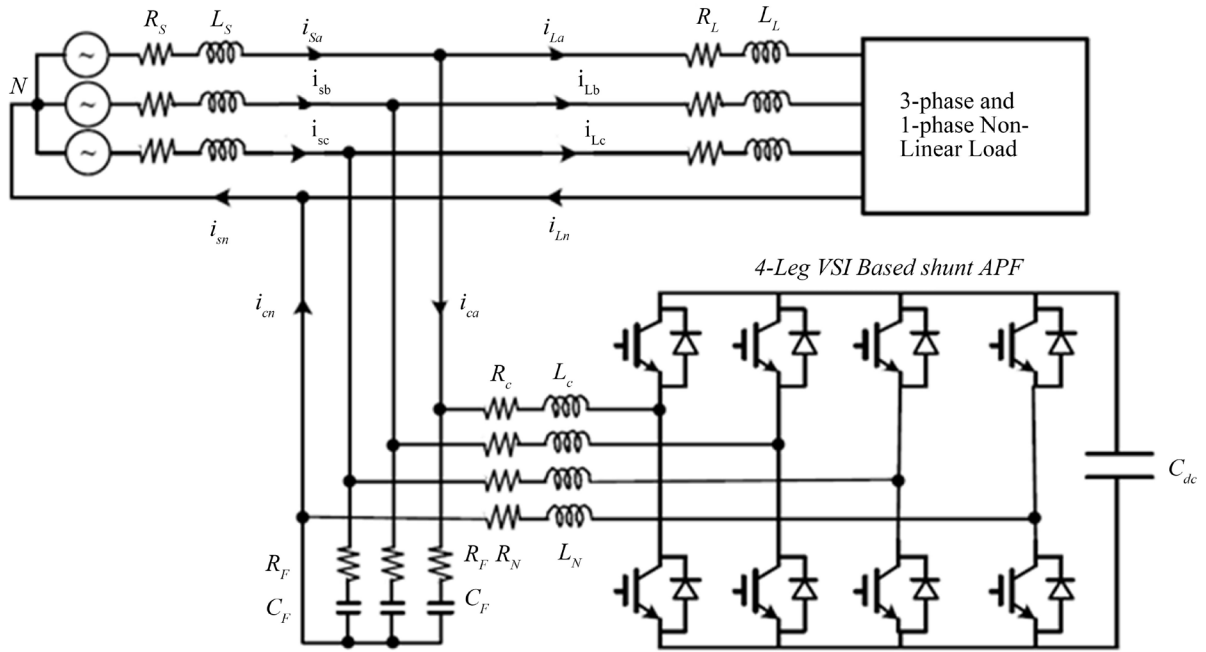 R_S L_S i_Sa i_La R_L L_L
N i_sb i_Lb
i_sc i_Lc
3-phase and
1-phase Non-
Linear Load
~
~
~
i_sn i_Ln
4-Leg VSI Based shunt APF
i_cn i_ca
R_c L_c
C_dc
R_F R_F R_N L_N
C_F C_F